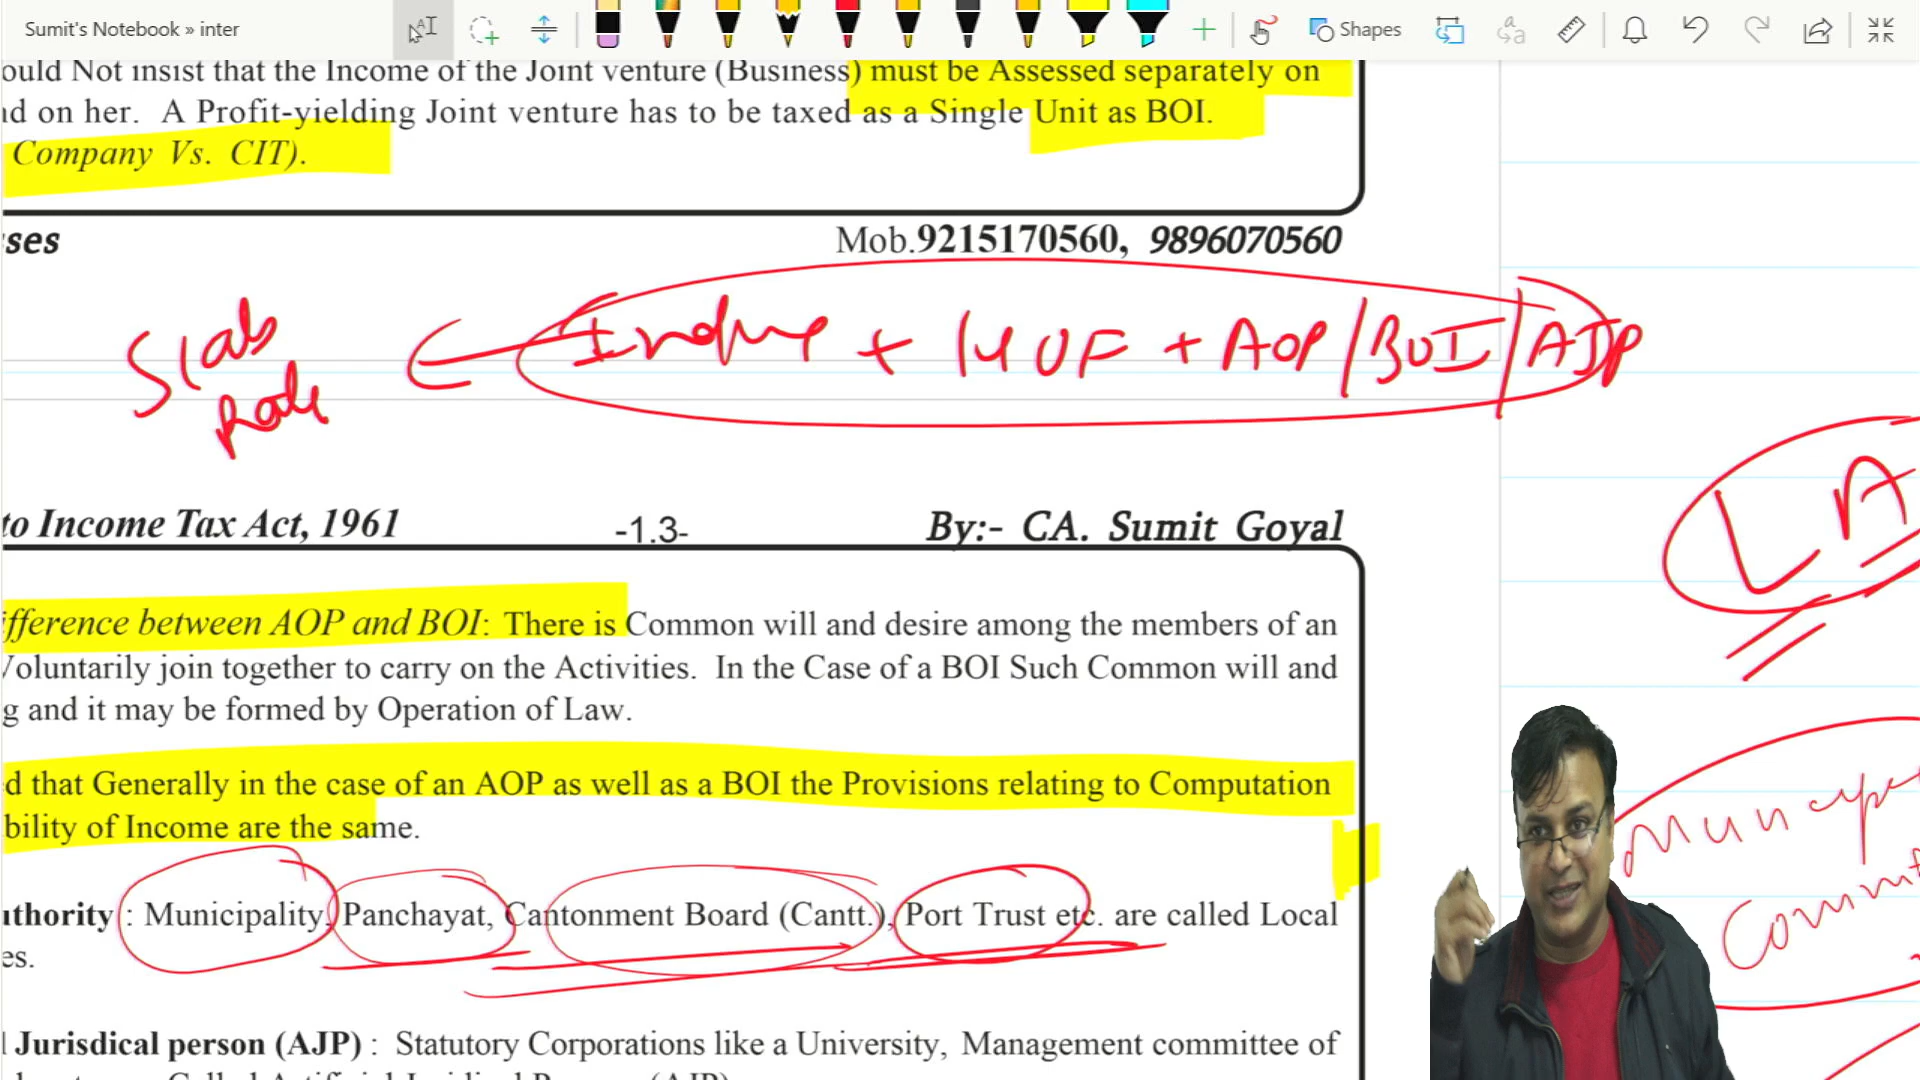 Sumit's Notebook » inter
Shapes
ould Not insist that the Income of the Joint venture (Business) must be Assessed separately on
nd on her. A Profit-yielding Joint venture has to be taxed as a Single Unit as BOI.
Company Vs. CIT).
sses
Mob.9215170560, 9896070560
Slab Rate
+ HUF + AOP/BOI/AJP
LA
to Income Tax Act, 1961 -1.3- By:- CA. Sumit Goyal
ifference between AOP and BOI: There is Common will and desire among the members of an
Voluntarily join together to carry on the Activities. In the Case of a BOI Such Common will and
g and it may be formed by Operation of Law.
d that Generally in the case of an AOP as well as a BOI the Provisions relating to Computation
bility of Income are the same.
uthority : Municipality, Panchayat, Cantonment Board (Cantt.), Port Trust etc. are called Local
es.
Jurisdical person (AJP) : Statutory Corporations like a University, Management committee of